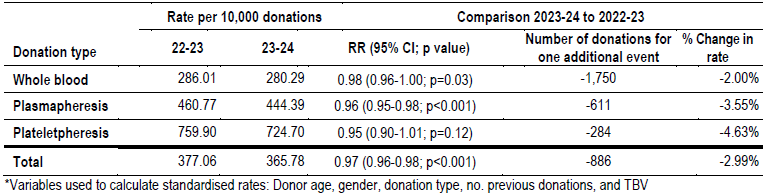 Rate per 10,000 donations Comparison 2023-24 to 2022-23
Donation type 22-23 23-24 RR (95% CI; p value) Number of donations for one additional event % Change in rate
Whole blood 286.01 280.29 0.98 (0.96-1.00; p=0.03) -1,750 -2.00%
Plasmapheresis 460.77 444.39 0.96 (0.95-0.98; p<0.001) -611 -3.55%
Plateletpheresis 759.90 724.70 0.95 (0.90-1.01; p=0.12) -284 -4.63%
Total 377.06 365.78 0.97 (0.96-0.98; p<0.001) -886 -2.99%
*Variables used to calculate standardised rates: Donor age, gender, donation type, no. previous donations, and TBV